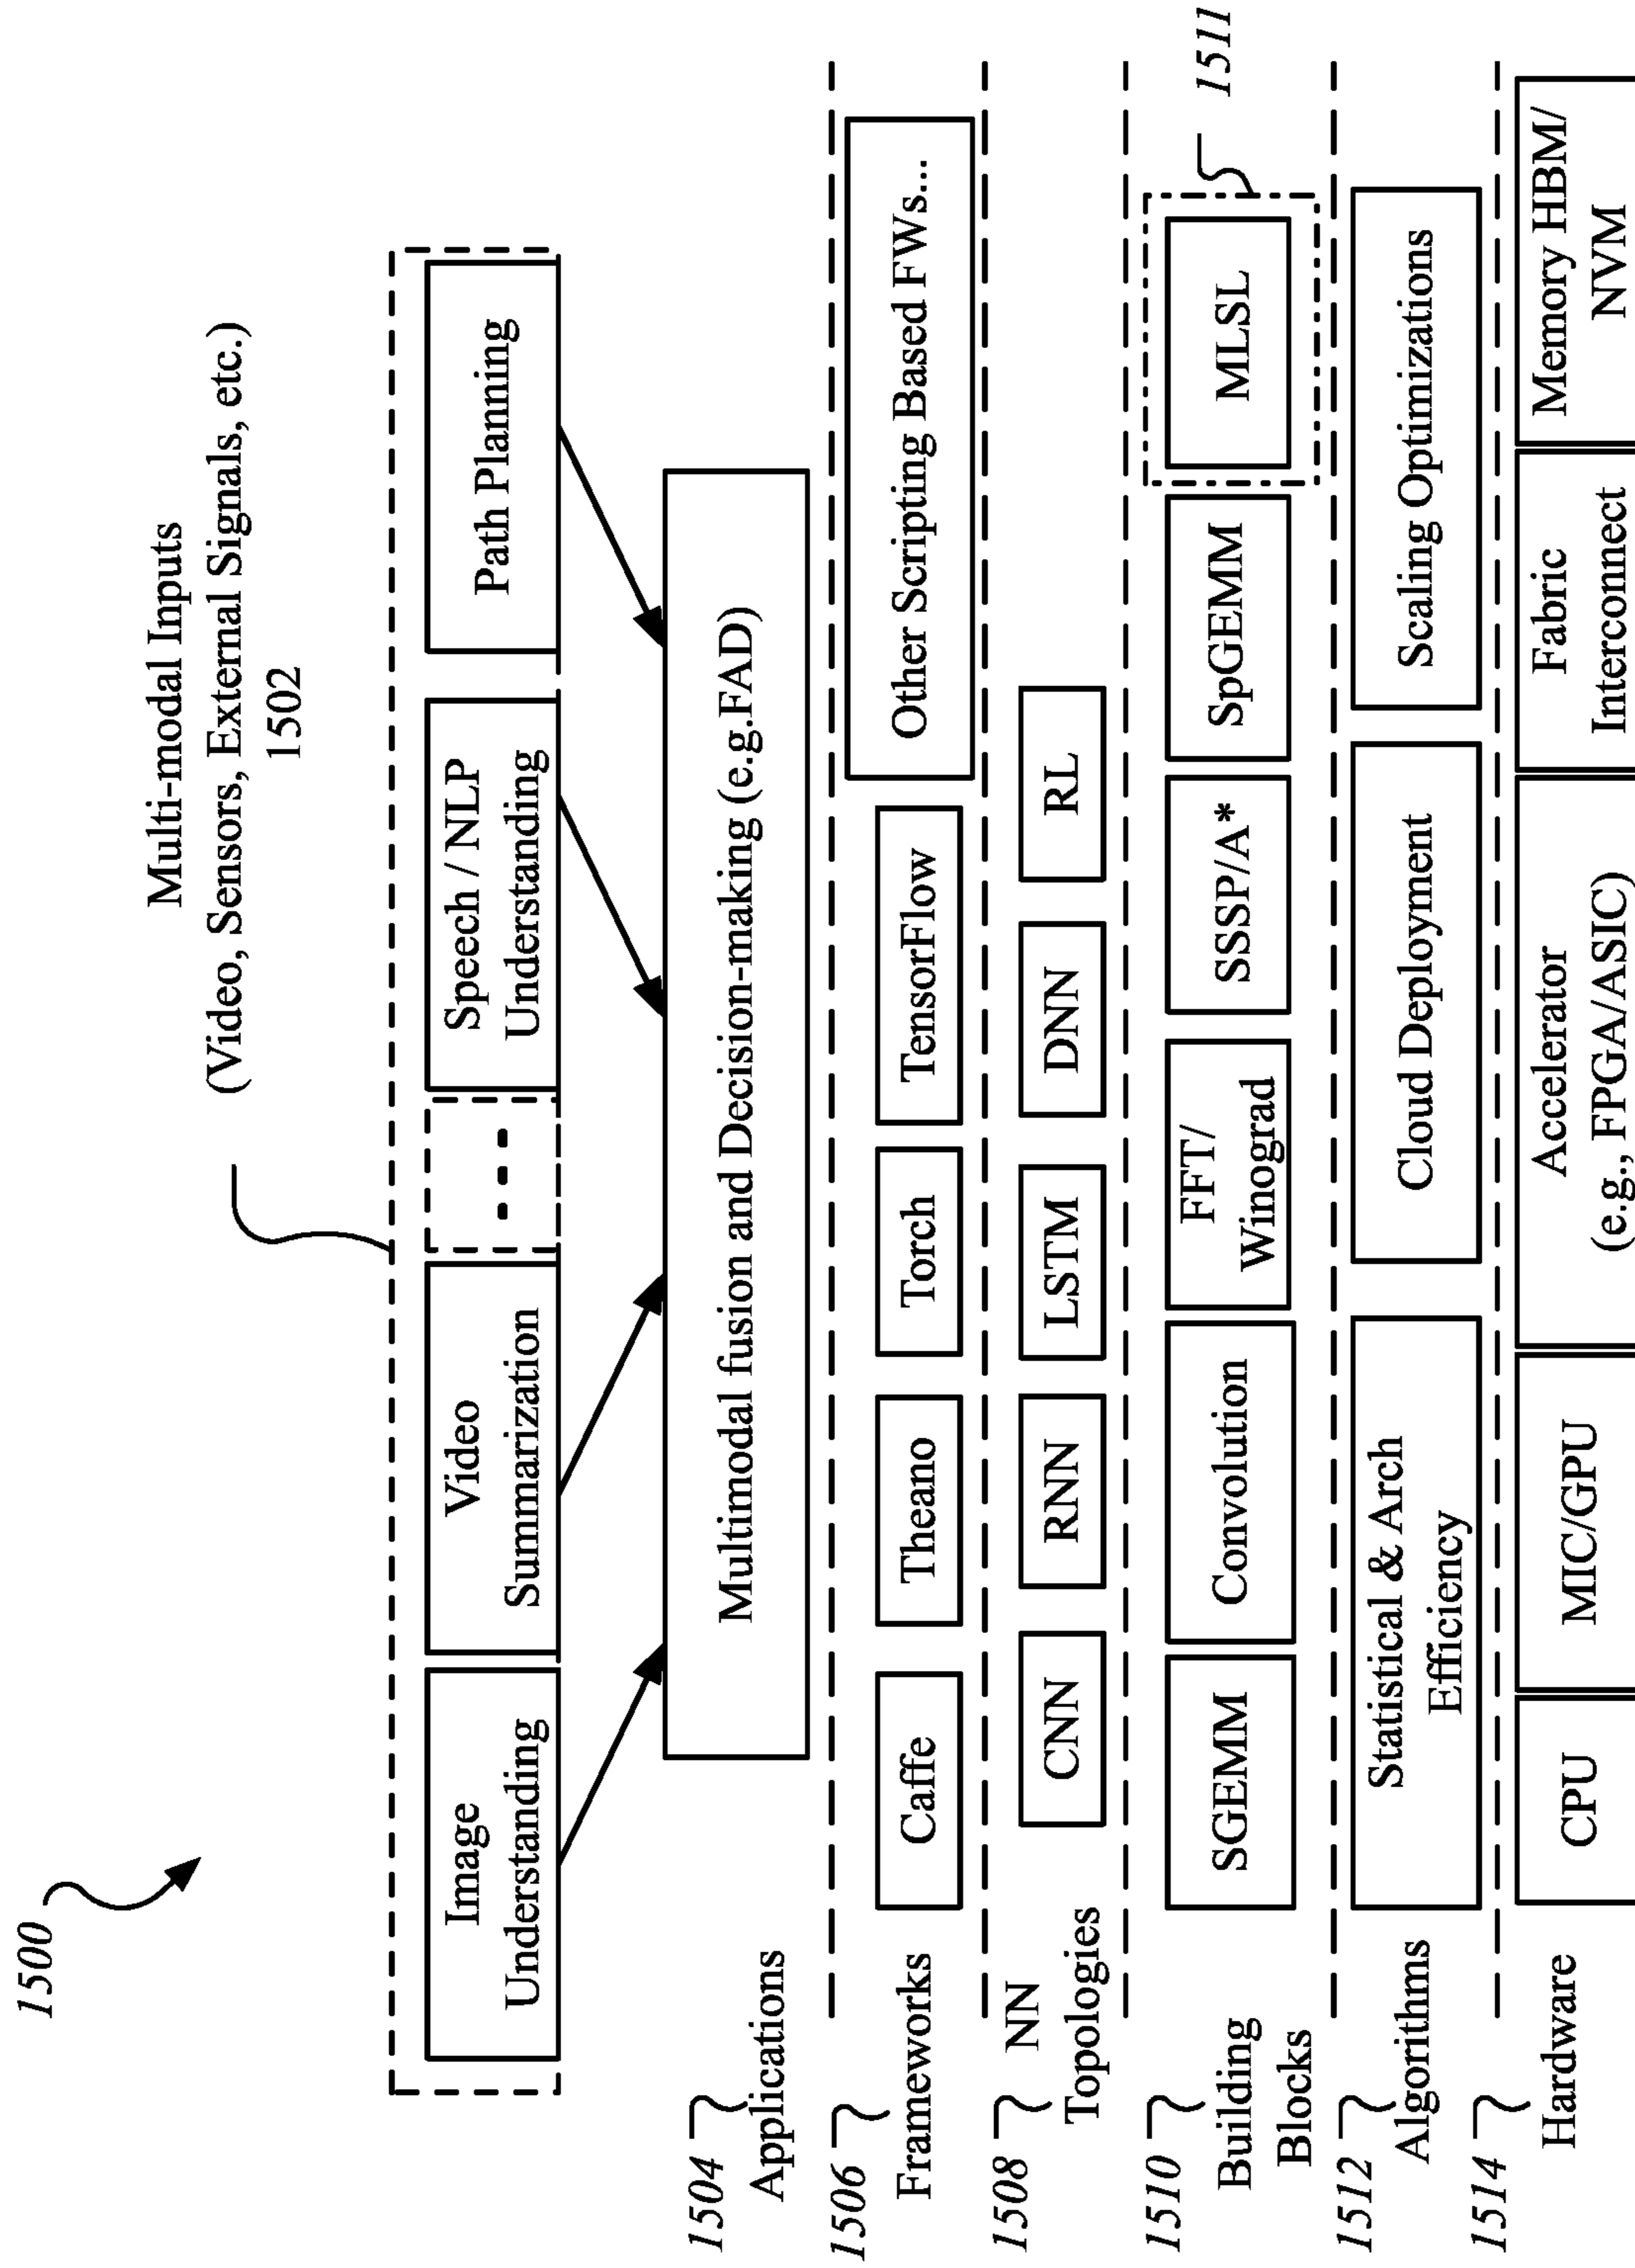 1500
Multi-modal Inputs
(Video, Sensors, External Signals, etc.)
1502
Image
Understanding
Video
Summarization
...
Speech / NLP
Understanding
Path Planning
1504
Applications
Multimodal fusion and Decision-making (e.g.FAD)
1506
Frameworks
Caffe
Theano
Torch
TensorFlow
Other Scripting Based FWs...
1508
NN
Topologies
CNN
RNN
LSTM
DNN
RL
1510
Building
Blocks
SGEMM
Convolution
FFT/
Winograd
SSSP/A*
SpGEMM
MLSL
1511
1512
Algorithms
Statistical & Arch
Efficiency
Cloud Deployment
Scaling Optimizations
1514
Hardware
CPU
MIC/GPU
Accelerator
(e.g., FPGA/ASIC)
Fabric
Interconnect
Memory HBM/
NVM